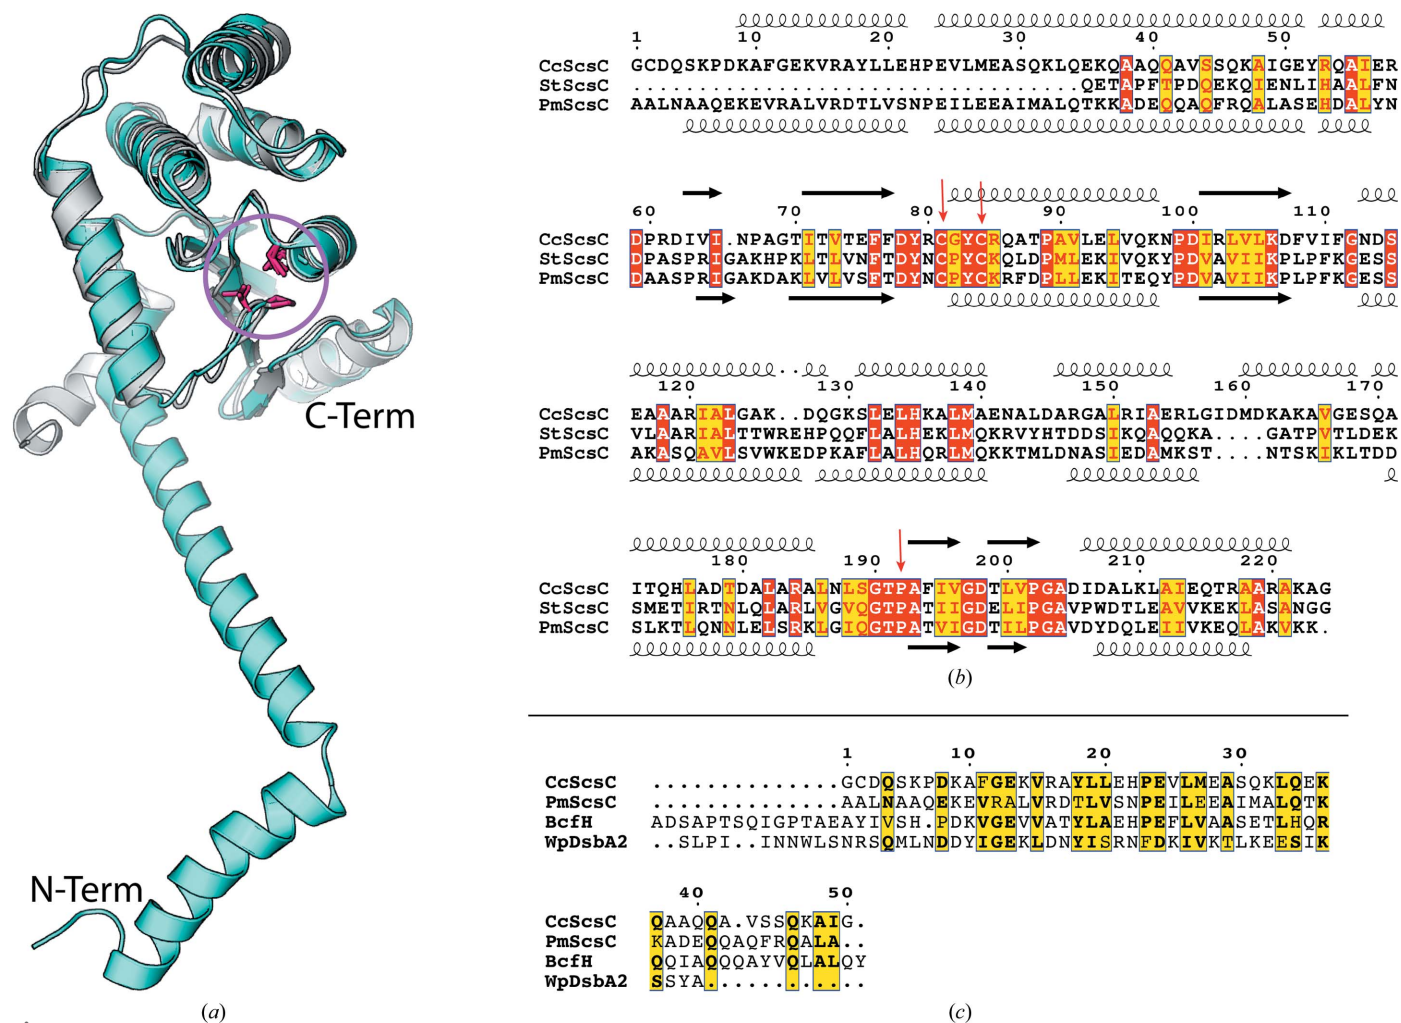 C-Term
N-Term
(a)
1 10 20 30 40 50
CcScsC GCDQSKPDKAFGEKVRAYLLEHPEVLMEASQKLQEKQAAQQAVSSQKAIGEYRQAIER
StScsC ..................................QETAPFTPDQEKQIENLIHAALFN
PmScsC AALNAAQEKEVRALVRDTLVSNPEILEEAIMALQTKKADEQQAQFRQALASEHDALYN
60 70 80 90 100 110
CcScsC DPRDIVI.NPAGTITVTEFFDYRCGYCRQATPAVLELVQKNPDIRLVLKDFVIFGNDS
StScsC DPASPRIGAKHPKLTLVNFTDYNCPYCKQLDPMLEKIVQKYPDVAVIIKPLPFKGESS
PmScsC DAASPRIGAKDAKLVLVSFTDYNCPYCKRFDPLLEKITEQYPDVAVIIKPLPFKGESS
120 130 140 150 160 170
CcScsC EAAARIALGAK..DQGKSLELHKALMAENALDARGALRIAERLGIDMDKAKAVGESQA
StScsC VLAARIALTTWREHPQQFLALHEKLMQKRVYHTDDSIKQAQQKA....GATPVTLDEK
PmScsC AKASQAVLSVWKEDPKAFLALHQRLMQKKTMLDNASIEDAMKST....NTSKIKLTDD
180 190 200 210 220
CcScsC ITQHLADTDALARALNLSGTPAFIVGDTLVPGADIDALKLAIEQTRARAKAG
StScsC SMETIRTNLQLARLVGVQGTPATIIGDELIPGAVPWDTLEAVVKEKLASANGG
PmScsC SLKTLQNNLELSRKLGIQGTPATVIGDTILPGAVDYDQLEIIVKEQLAKVKK.
(b)
1 10 20 30
CcScsC ..............GCDQSKPDKAFGEKVRAYLLEHPEVLMEASQKLQEK
PmScsC ..............AALNAAQEKEVRALVRDTLVSNPEILEEAIMALQTK
BcfH ADSAPTSQIGPTAEAYIVSH.PDKVGEVVATYLAEHPEFLVAASETLHQR
WpDsbA2 ..SLPI..INNWLSNRSQMLNDDYIGEKLDNYISRNFDKIVKTLKEESIK
40 50
CcScsC QAAQQA.VSSQKAIG.
PmScsC KADEQQAQFRQALA..
BcfH QQIAQQQAYVQLALQY
WpDsbA2 SSYA............
(c)